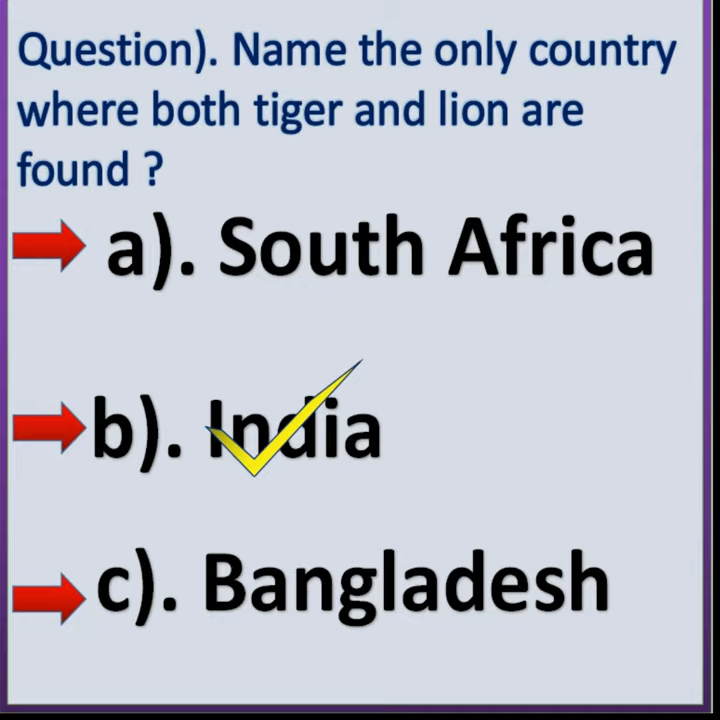 Question). Name the only country
where both tiger and lion are
found ?
a). South Africa
b). India
c). Bangladesh